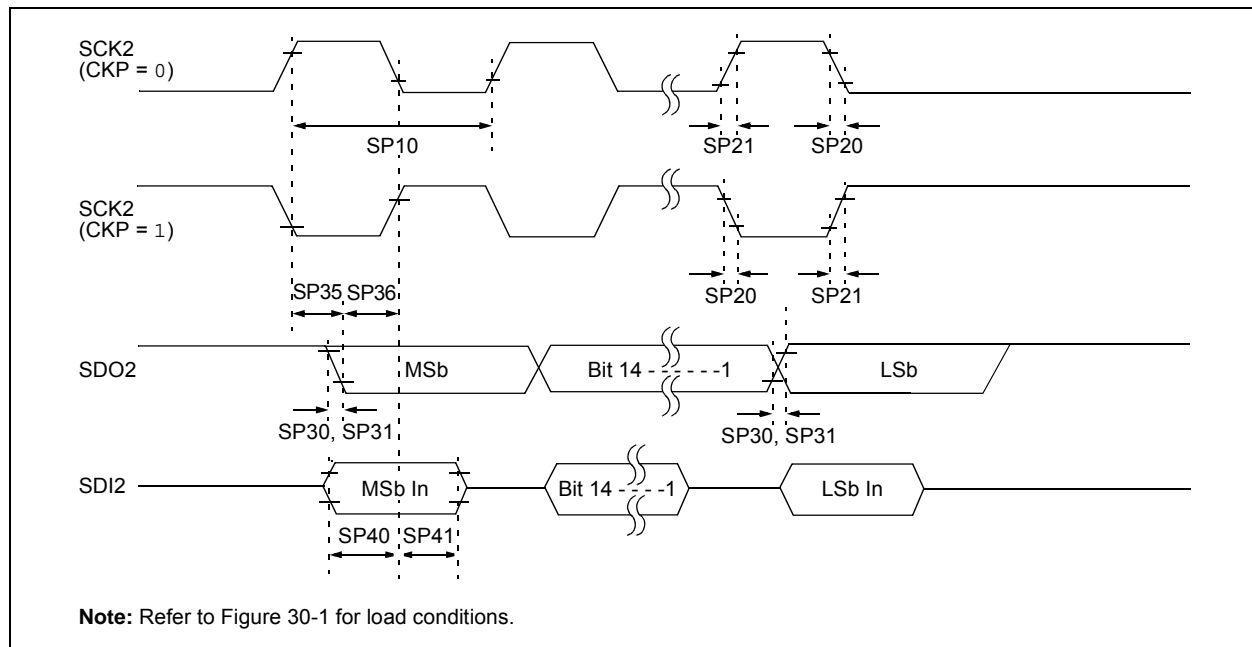 SCK2
(CKP = 0)
SP10
SP21
SP20
SCK2
(CKP = 1)
SP35
SP36
SP20
SP21
SDO2
MSb
Bit 14 - - - - - -1
LSb
SP30, SP31
SP30, SP31
SDI2
MSb In
Bit 14 - - - -1
LSb In
SP40
SP41
Note: Refer to Figure 30-1 for load conditions.